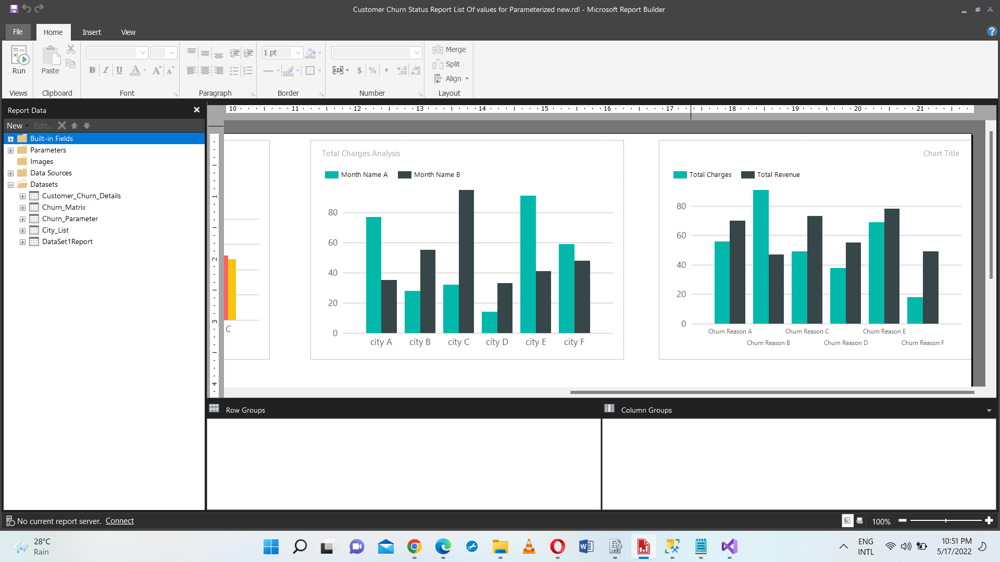 Customer Churn Status Report List Of values for Parameterized new.rdl - Microsoft Report Builder
File Home Insert View
Run Paste
B I U A A A
1 pt
[123] $ % , .0 .00 .00 .0
Merge
Split
Align
Views Clipboard Font Paragraph Border Number Layout
Report Data
New Edit...
Built-in Fields
Parameters
Images
Data Sources
Datasets
Customer_Churn_Details
Churn_Matrix
Churn_Parameter
City_List
DataSet1Report
10 11 12 13 14 15 16 17 18 19 20 21
1
2
3
4
C
Total Charges Analysis
Month Name A Month Name B
80
60
40
20
0
city A city B city C city D city E city F
Chart Title
Total Charges Total Revenue
80
60
40
20
0
Churn Reason A Churn Reason C Churn Reason E
Churn Reason B Churn Reason D Churn Reason F
Row Groups
Column Groups
No current report server. Connect
100%
28°C
Rain
ENG
INTL
10:51 PM
5/17/2022